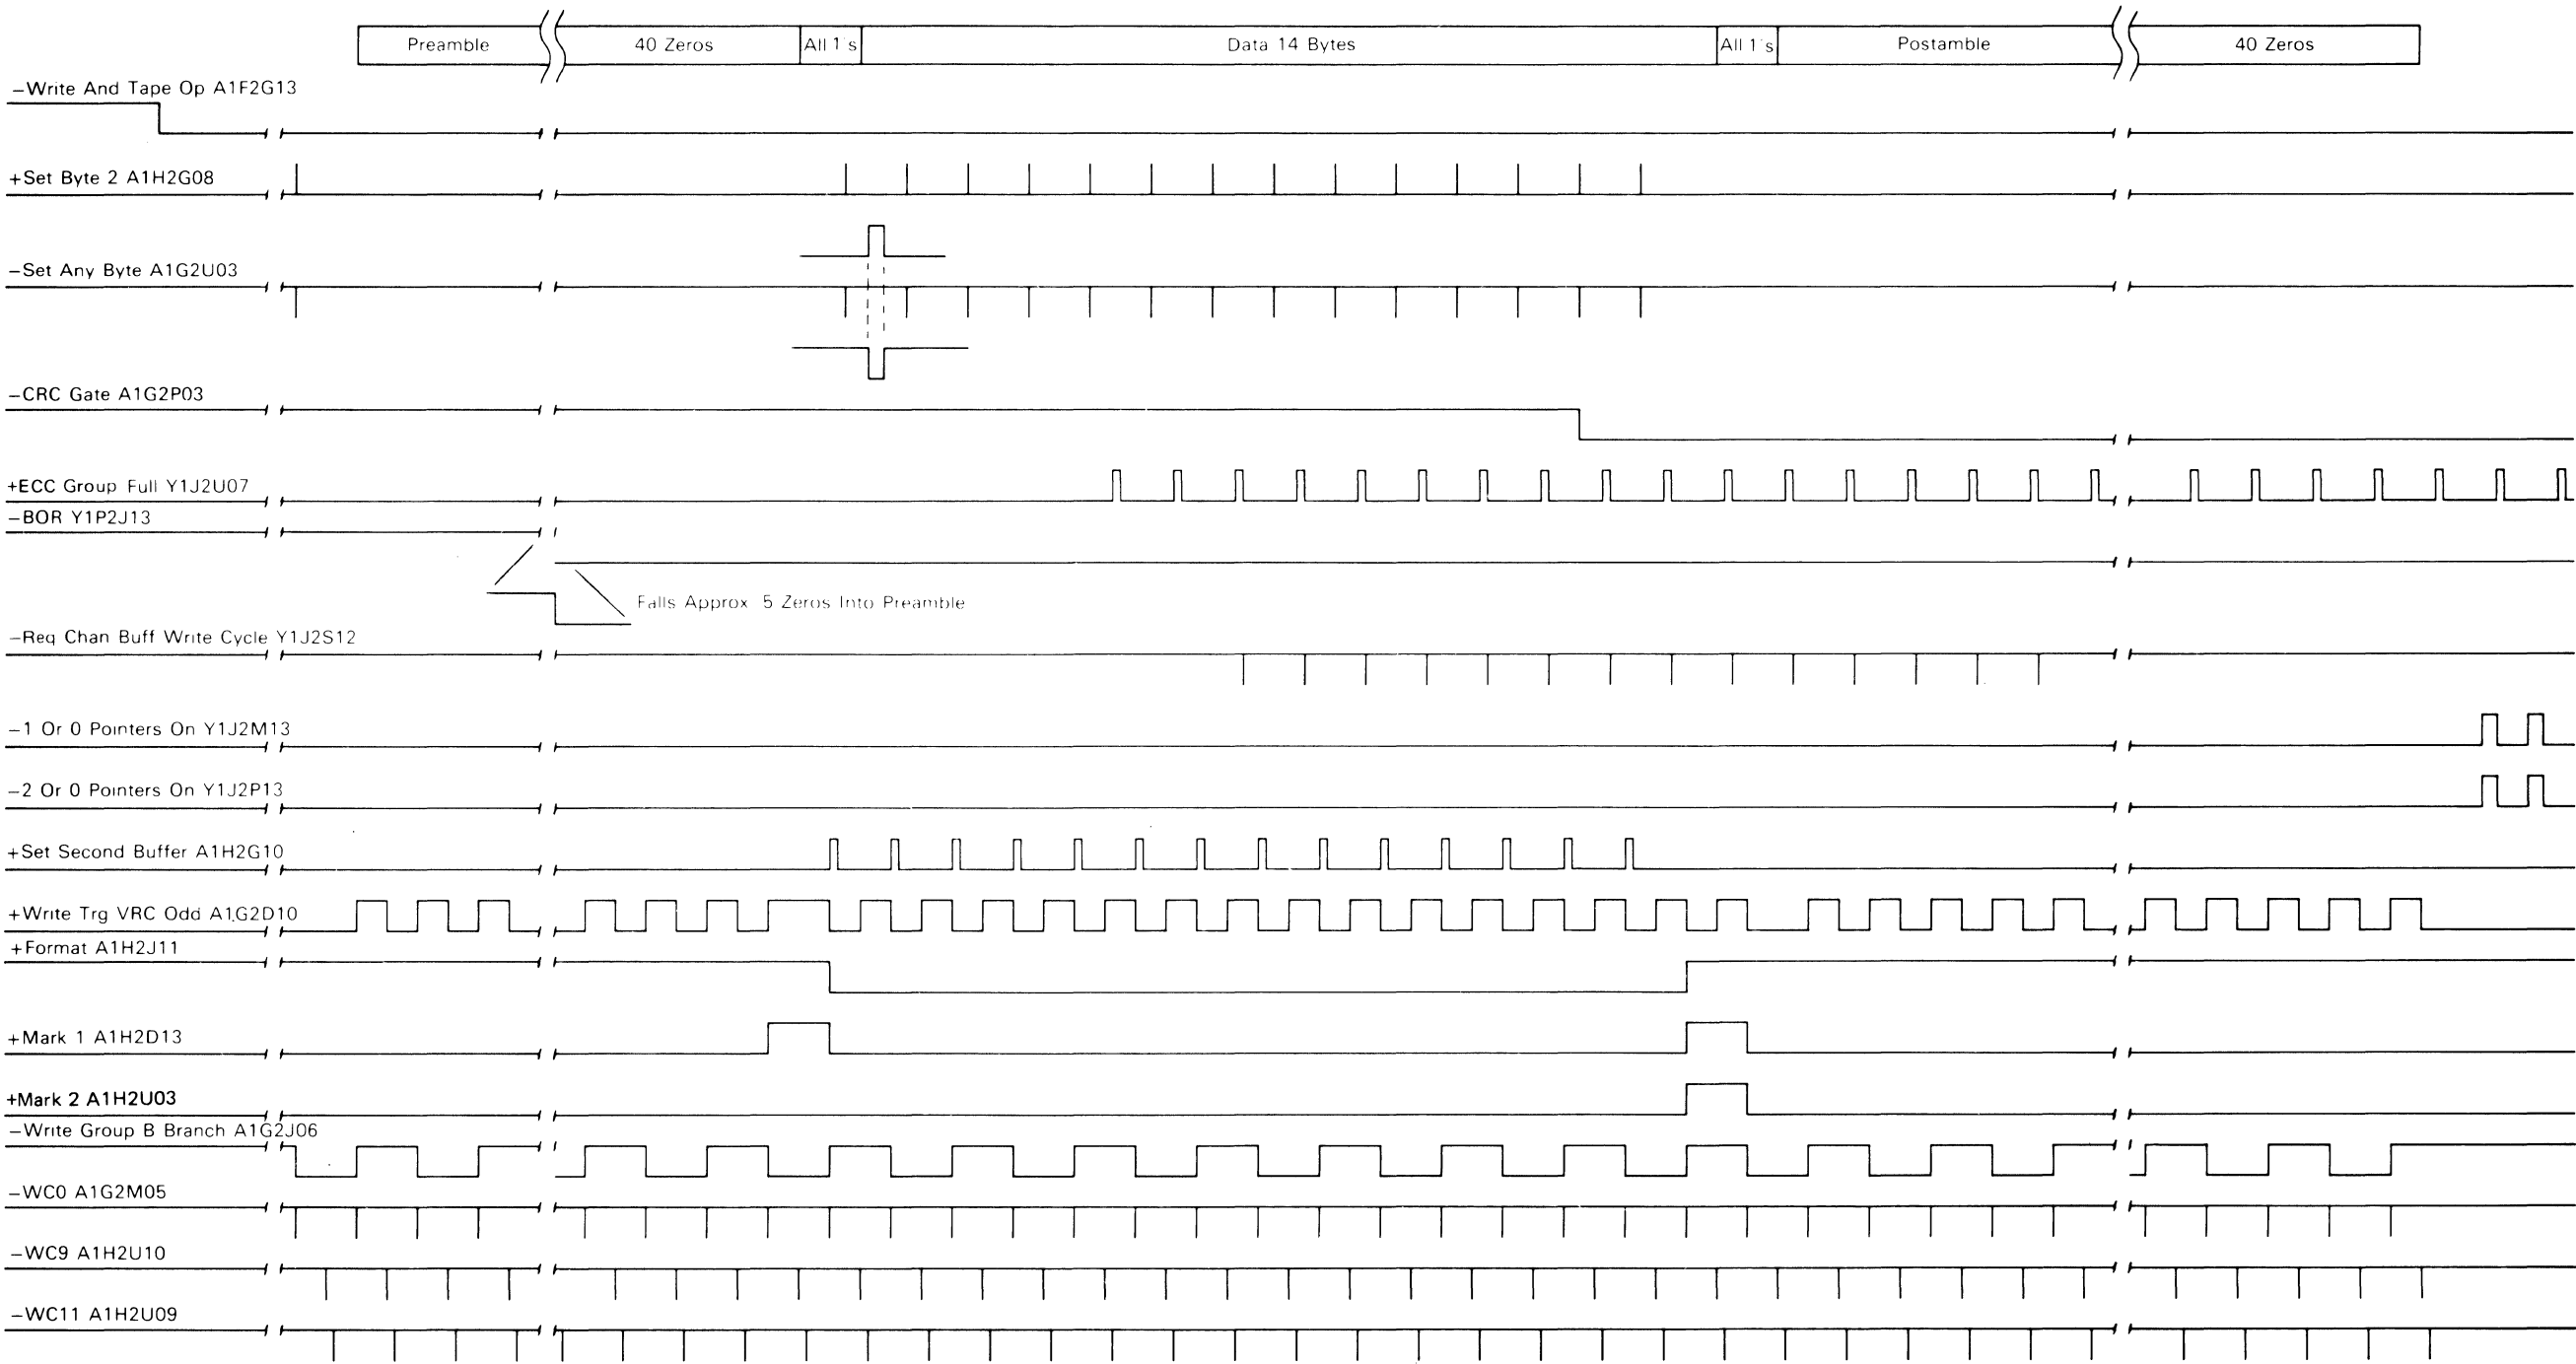 Preamble 40 Zeros All 1's Data 14 Bytes All 1's Postamble 40 Zeros
−Write And Tape Op A1F2G13
+Set Byte 2 A1H2G08
−Set Any Byte A1G2U03
−CRC Gate A1G2P03
+ECC Group Full Y1J2U07
−BOR Y1P2J13
Falls Approx 5 Zeros Into Preamble
−Req Chan Buff Write Cycle Y1J2S12
−1 Or 0 Pointers On Y1J2M13
−2 Or 0 Pointers On Y1J2P13
+Set Second Buffer A1H2G10
+Write Trg VRC Odd A1G2D10
+Format A1H2J11
+Mark 1 A1H2D13
+Mark 2 A1H2U03
−Write Group B Branch A1G2J06
−WC0 A1G2M05
−WC9 A1H2U10
−WC11 A1H2U09